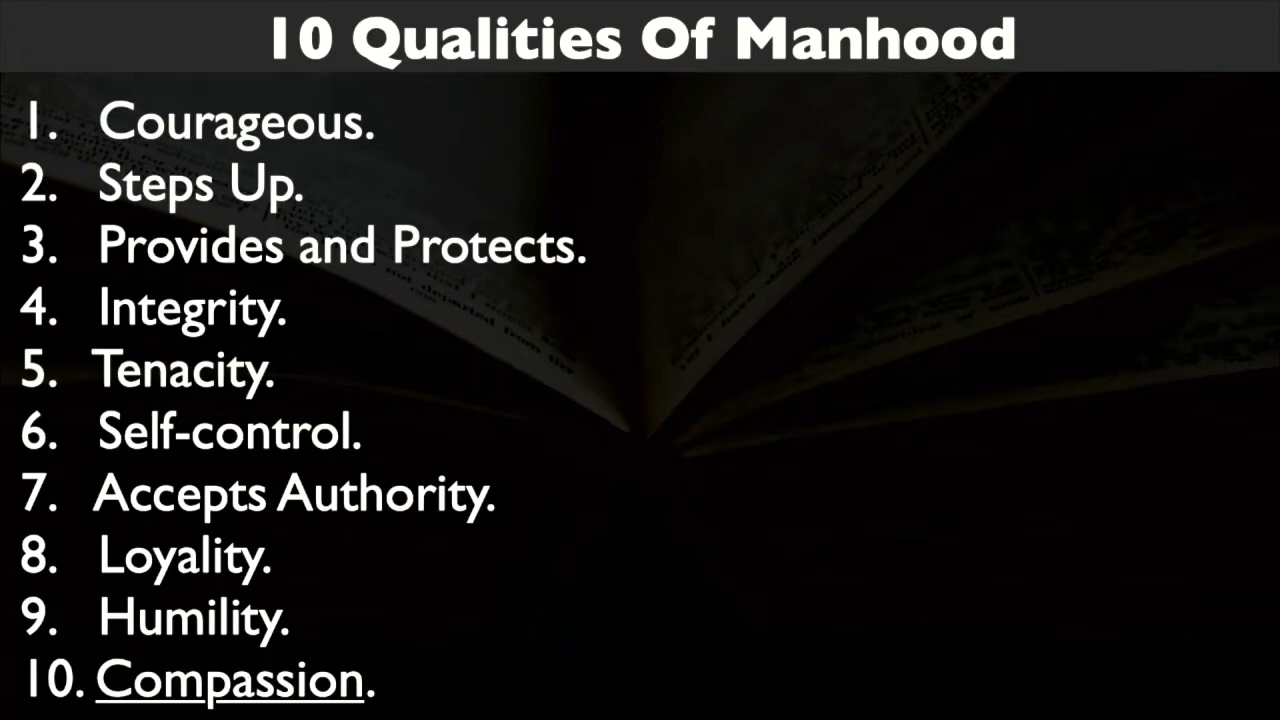 10 Qualities Of Manhood
1. Courageous.
2. Steps Up.
3. Provides and Protects.
4. Integrity.
5. Tenacity.
6. Self-control.
7. Accepts Authority.
8. Loyality.
9. Humility.
10. Compassion.